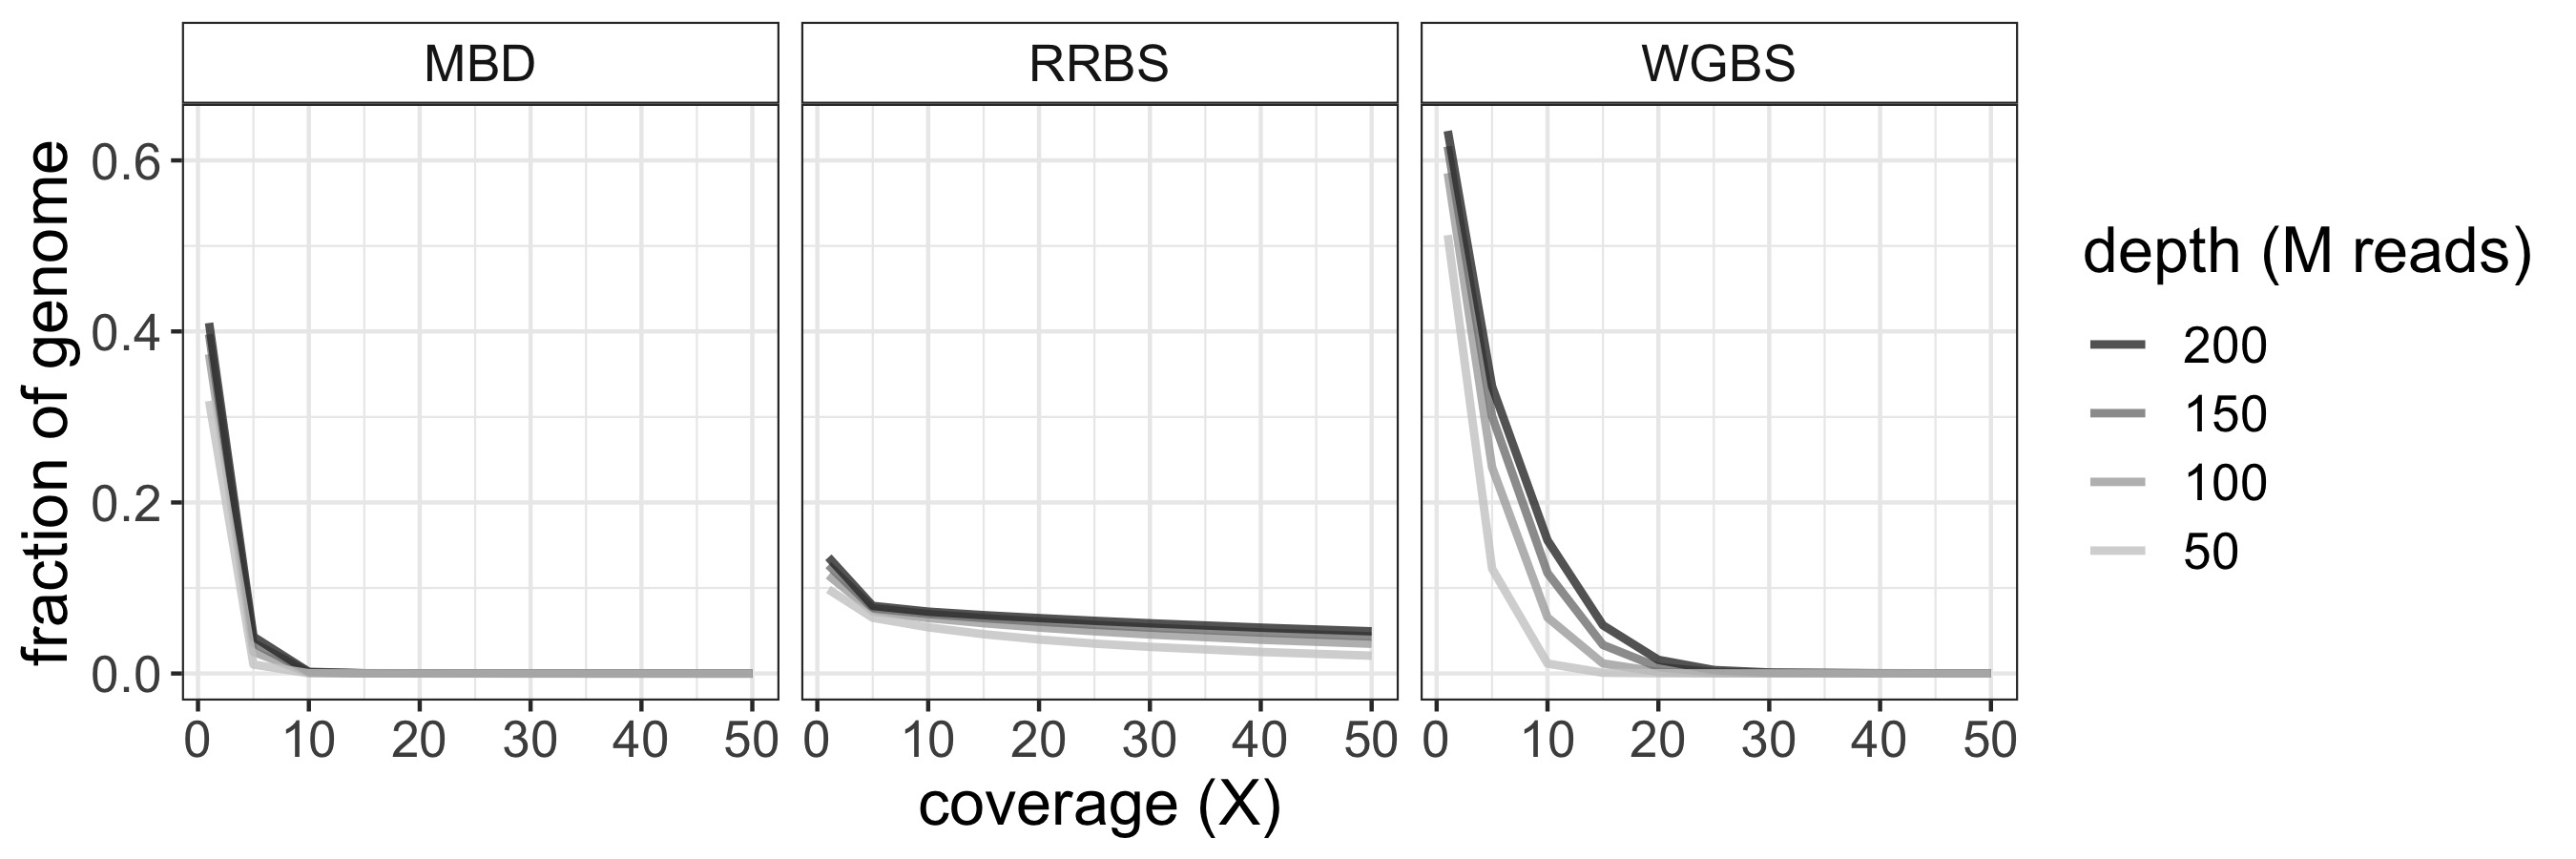 MBD RRBS WGBS
fraction of genome
0.6
0.4
0.2
0.0
0 10 20 30 40 50 0 10 20 30 40 50 0 10 20 30 40 50
coverage (X)
depth (M reads)
200
150
100
50